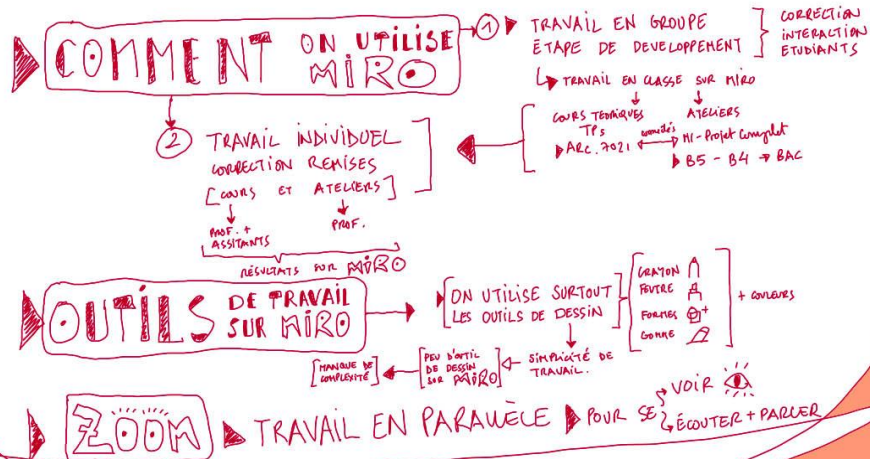 COMMENT ON UTILISE
MIRO
1 TRAVAIL EN GROUPE
ÉTAPE DE DEVELOPPEMENT
CORRECTION
INTERACTION
ETUDIANTS
TRAVAIL EN CLASSE SUR MIRO
COURS TEORIQUES
TPs
ARC. 7021
ATELIERS
MI-Projet Complet
B5 - B4 → BAC
2 TRAVAIL INDIVIDUEL
CORRECTION REMISES
[COURS ET ATELIERS]
PROF. +
ASSITANTS
PROF.
RÉSULTATS SUR MIRO
OUTILS DE TRAVAIL
SUR MIRO
ON UTILISE SURTOUT
LES OUTILS DE DESSIN
CRAYON
FEUTRE
FORMES
GOMME
+ COULEURS
SIMPLICITÉ DE
TRAVAIL.
PEU D'OUTIL
DE DESSIN
SUR MIRO
[MANQUE DE
COMPLEXITÉ]
ZOOM TRAVAIL EN PARALLÈLE POUR SE
VOIR
ÉCOUTER + PARLER